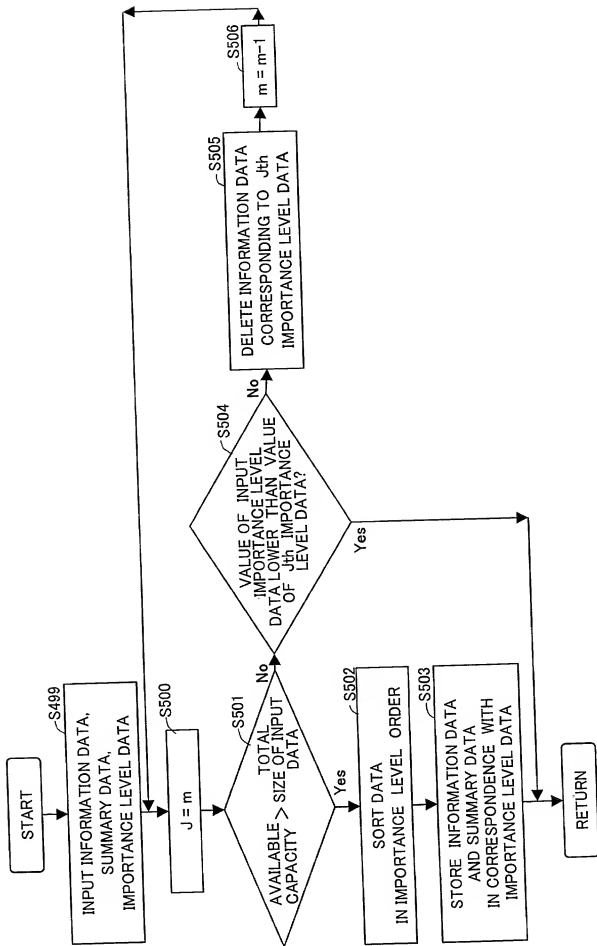 START
S499
INPUT INFORMATION DATA,
SUMMARY DATA,
IMPORTANCE LEVEL DATA
S500
J = m
S501
TOTAL
AVAILABLE > SIZE OF INPUT
CAPACITY DATA
No
Yes
S502
SORT DATA
IN IMPORTANCE LEVEL ORDER
S503
STORE INFORMATION DATA
AND SUMMARY DATA
IN CORRESPONDENCE WITH
IMPORTANCE LEVEL DATA
RETURN
S504
VALUE OF INPUT
IMPORTANCE LEVEL
DATA LOWER THAN VALUE
OF Jth IMPORTANCE
LEVEL DATA?
No
Yes
S505
DELETE INFORMATION DATA
CORRESPONDING TO Jth
IMPORTANCE LEVEL DATA
S506
m = m-1